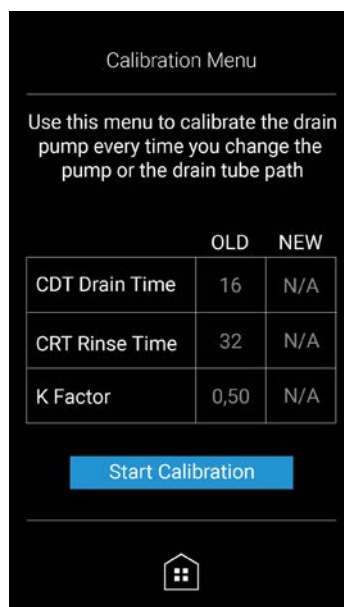 Calibration Menu
Use this menu to calibrate the drain
pump every time you change the
pump or the drain tube path
OLD NEW
CDT Drain Time 16 N/A
CRT Rinse Time 32 N/A
K Factor 0,50 N/A
Start Calibration